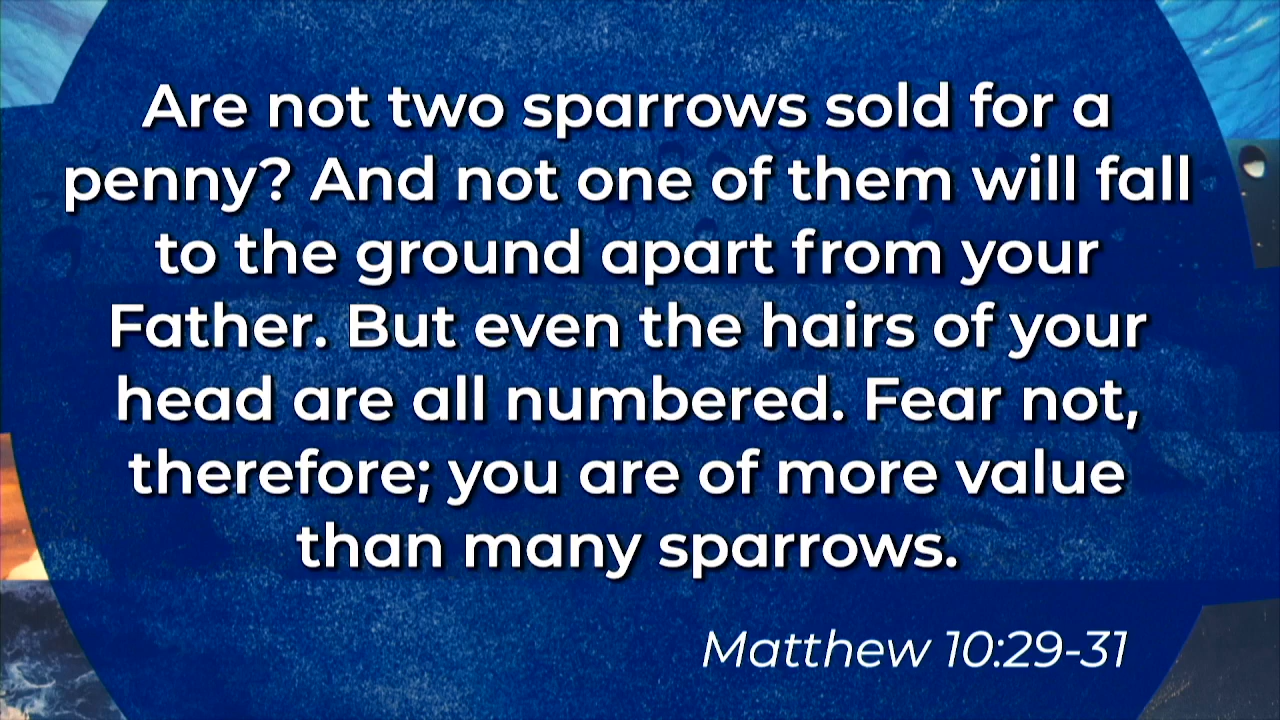 Are not two sparrows sold for a
penny? And not one of them will fall
to the ground apart from your
Father. But even the hairs of your
head are all numbered. Fear not,
therefore; you are of more value
than many sparrows.
Matthew 10:29-31